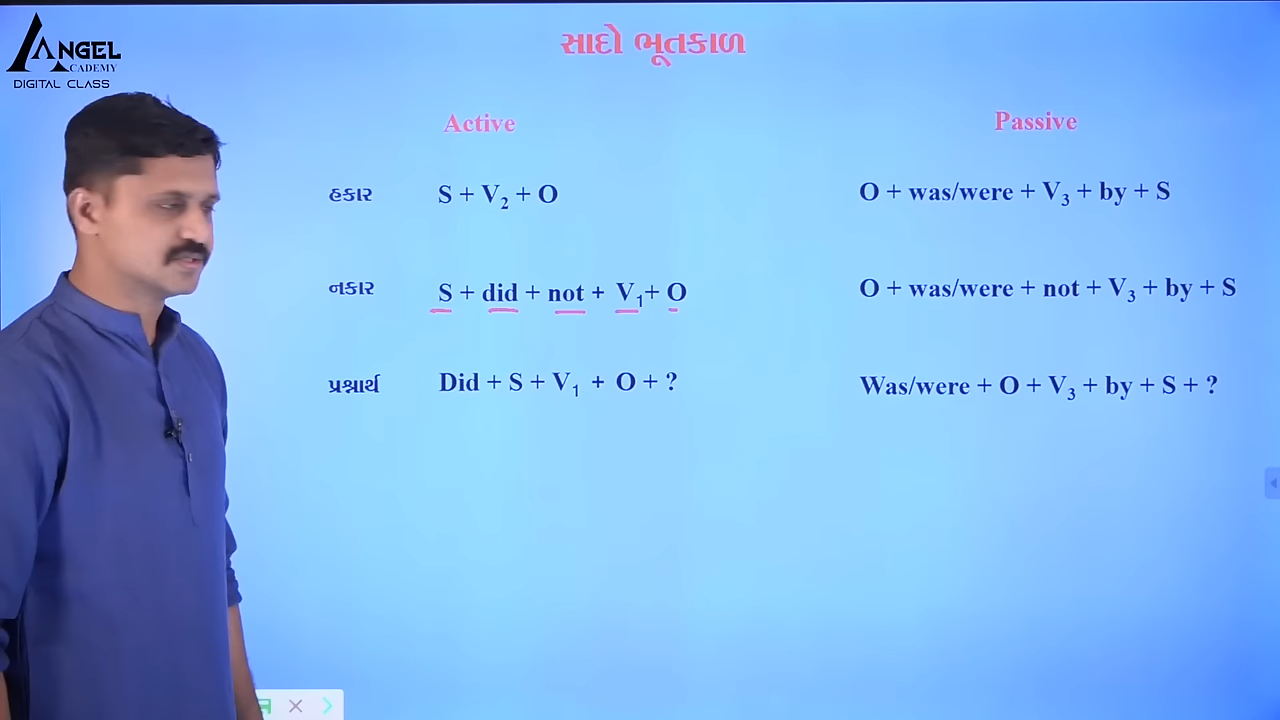 ANGEL
ACADEMY
DIGITAL CLASS
સાદો ભૂતકાળ
Active Passive
હકાર S + V₂ + O O + was/were + V₃ + by + S
નકાર S + did + not + V₁+ O O + was/were + not + V₃ + by + S
પ્રશ્નાર્થ Did + S + V₁ + O + ? Was/were + O + V₃ + by + S + ?